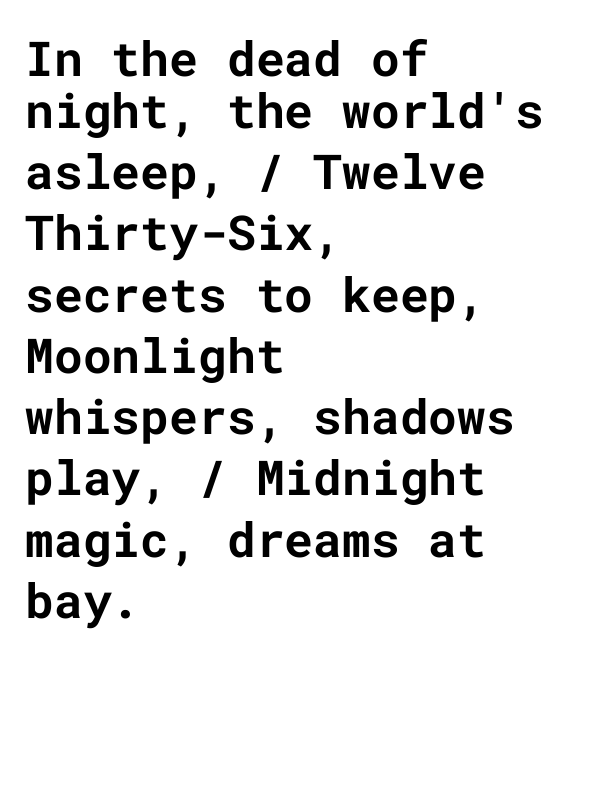 In the dead of
night, the world's
asleep, / Twelve
Thirty-Six,
secrets to keep,
Moonlight
whispers, shadows
play, / Midnight
magic, dreams at
bay.